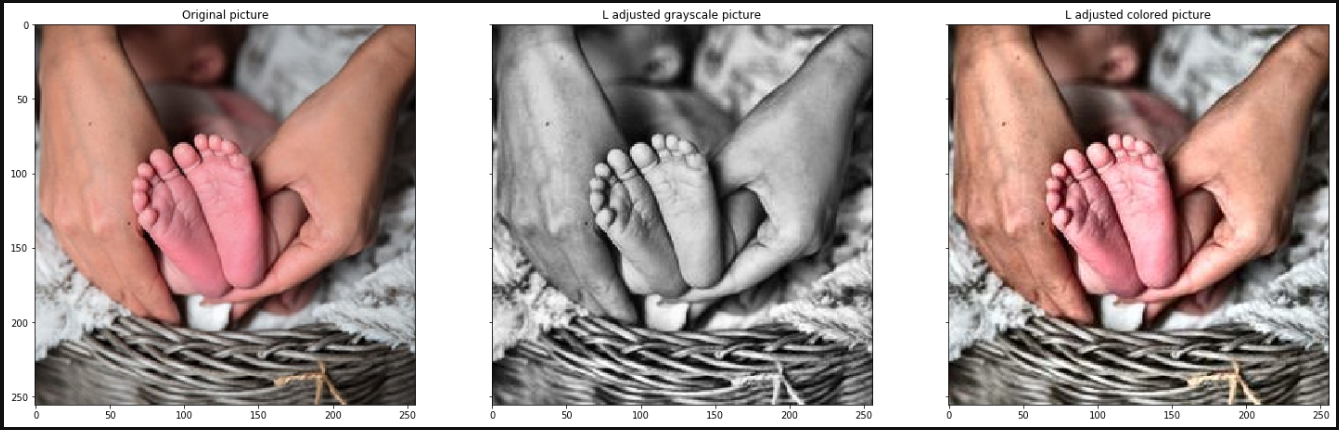 Original picture
L adjusted grayscale picture
L adjusted colored picture
0
50
100
150
200
250
0 50 100 150 200 250
0 50 100 150 200 250
0 50 100 150 200 250